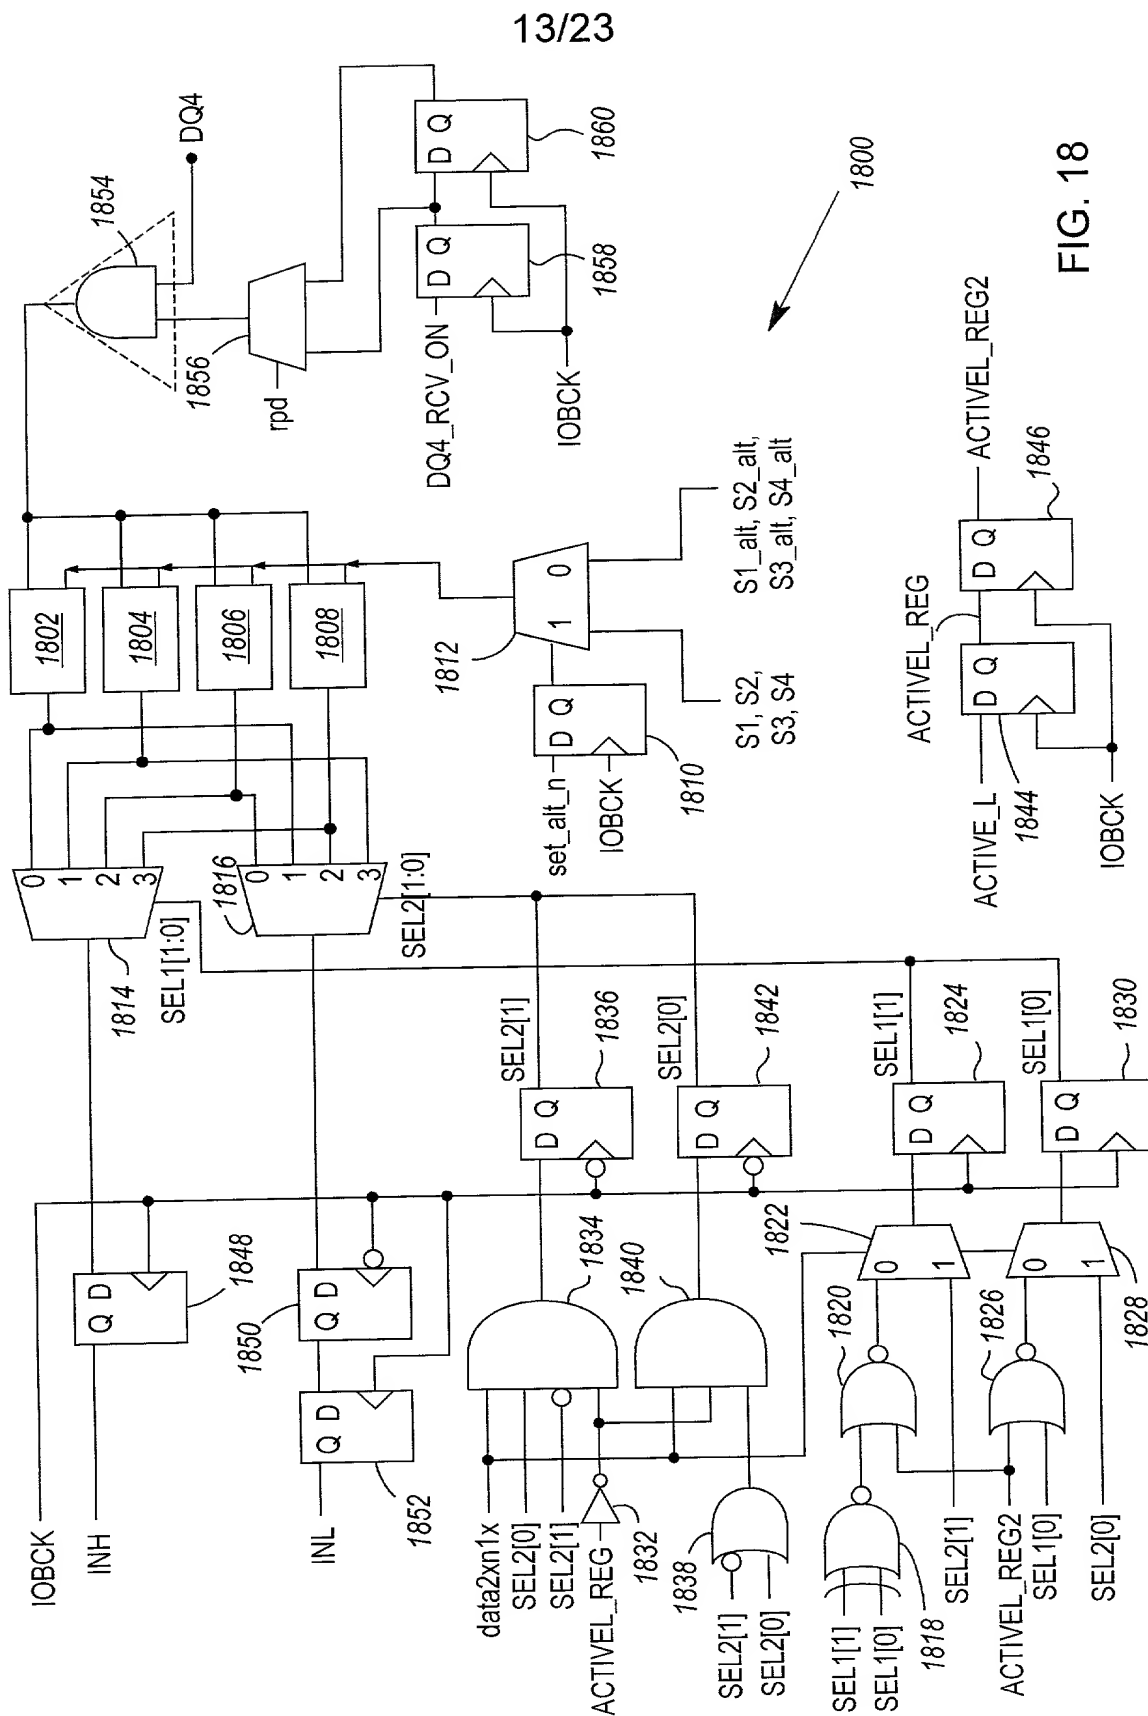 13/23
IOBCK
INH
Q D
1848
1814
0
1
2
3
SEL1[1:0]
1802
1804
1806
1808
1854
DQ4
1856
rpd
D Q
1858
D Q
1860
DQ4_RCV_ON
IOBCK
1800
INL
Q D
1852
Q D
1850
1816
0
1
2
3
SEL2[1:0]
1812
1 0
D Q
1810
set_alt_n
IOBCK
S1, S2,
S3, S4
S1_alt, S2_alt,
S3_alt, S4_alt
data2xn1x
SEL2[0]
SEL2[1]
ACTIVEL_REG
1832
1834
D Q
1836
SEL2[1]
SEL2[1]
SEL2[0]
1838
1840
D Q
1842
SEL2[0]
SEL1[1]
SEL1[0]
1818
1820
SEL2[1]
0
1
1822
D Q
1824
SEL1[1]
ACTIVEL_REG2
SEL1[0]
SEL2[0]
1826
0
1
1828
D Q
1830
SEL1[0]
ACTIVE_L
D Q
1844
ACTIVEL_REG
D Q
1846
ACTIVEL_REG2
IOBCK
FIG. 18